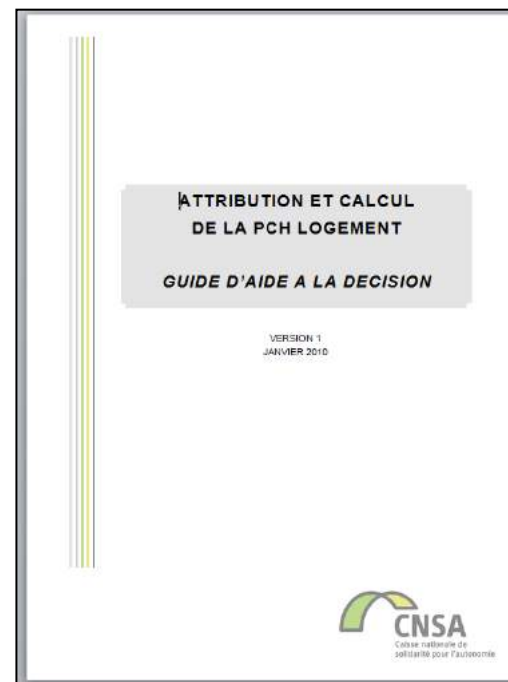 ATTRIBUTION ET CALCUL
DE LA PCH LOGEMENT
GUIDE D'AIDE A LA DECISION
VERSION 1
JANVIER 2010
CNSA
Caisse nationale de
solidarité pour l'autonomie